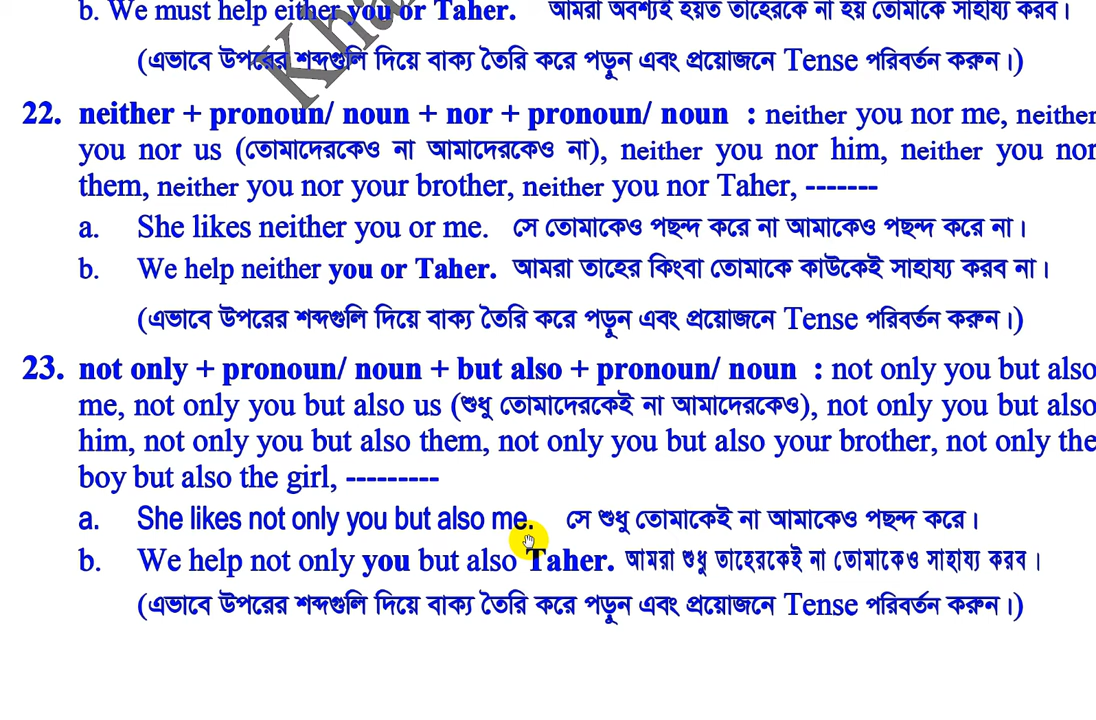 b. We must help either you or Taher. আমরা অবশ্যই হয়ত তাহেরকে না হয় তোমাকে সাহায্য করব।
(এভাবে উপরের শব্দগুলি দিয়ে বাক্য তৈরি করে পড়ুন এবং প্রয়োজনে Tense পরিবর্তন করুন।)
22. neither + pronoun/ noun + nor + pronoun/ noun : neither you nor me, neither
you nor us (তোমাদেরকেও না আমাদেরকেও না), neither you nor him, neither you nor
them, neither you nor your brother, neither you nor Taher, -------
a. She likes neither you or me. সে তোমাকেও পছন্দ করে না আমাকেও পছন্দ করে না।
b. We help neither you or Taher. আমরা তাহের কিংবা তোমাকে কাউকেই সাহায্য করব না।
(এভাবে উপরের শব্দগুলি দিয়ে বাক্য তৈরি করে পড়ুন এবং প্রয়োজনে Tense পরিবর্তন করুন।)
23. not only + pronoun/ noun + but also + pronoun/ noun : not only you but also
me, not only you but also us (শুধু তোমাদেরকেই না আমাদেরকেও), not only you but also
him, not only you but also them, not only you but also your brother, not only the
boy but also the girl, ---------
a. She likes not only you but also me. সে শুধু তোমাকেই না আমাকেও পছন্দ করে।
b. We help not only you but also Taher. আমরা শুধু তাহেরকেই না তোমাকেও সাহায্য করব।
(এভাবে উপরের শব্দগুলি দিয়ে বাক্য তৈরি করে পড়ুন এবং প্রয়োজনে Tense পরিবর্তন করুন।)